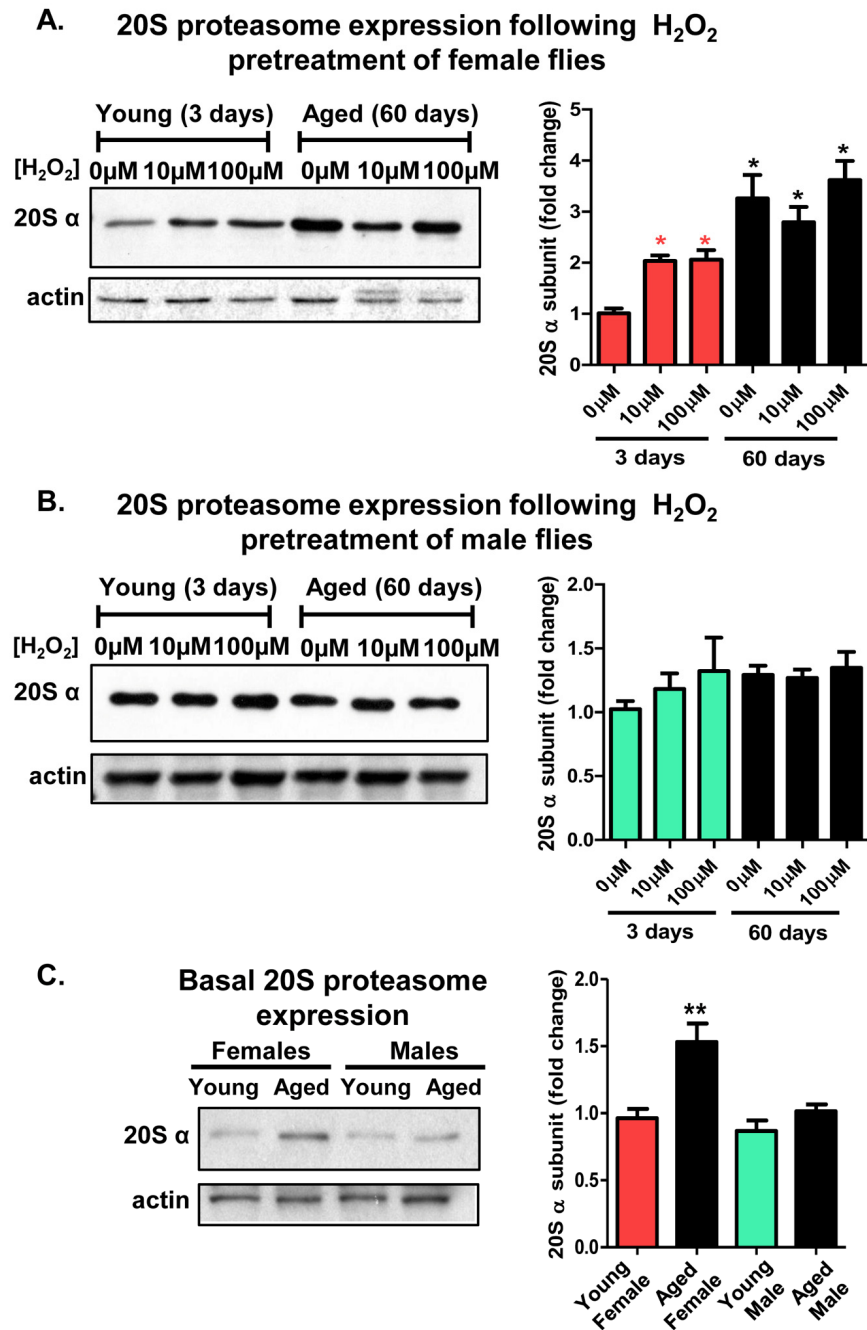 A. 20S proteasome expression following H₂O₂
pretreatment of female flies
Young (3 days) Aged (60 days)
[H₂O₂] 0µM 10µM 100µM 0µM 10µM 100µM
20S α
actin
20S α subunit (fold change)
5
4
3
2
1
0
* * * * *
0µM 10µM 100µM 0µM 10µM 100µM
3 days 60 days
B. 20S proteasome expression following H₂O₂
pretreatment of male flies
Young (3 days) Aged (60 days)
[H₂O₂] 0µM 10µM 100µM 0µM 10µM 100µM
20S α
actin
20S α subunit (fold change)
2.0
1.5
1.0
0.5
0.0
0µM 10µM 100µM 0µM 10µM 100µM
3 days 60 days
C. Basal 20S proteasome
expression
Females Males
Young Aged Young Aged
20S α
actin
20S α subunit (fold change)
2.0
1.5
1.0
0.5
0.0
**
Young Female
Aged Female
Young Male
Aged Male